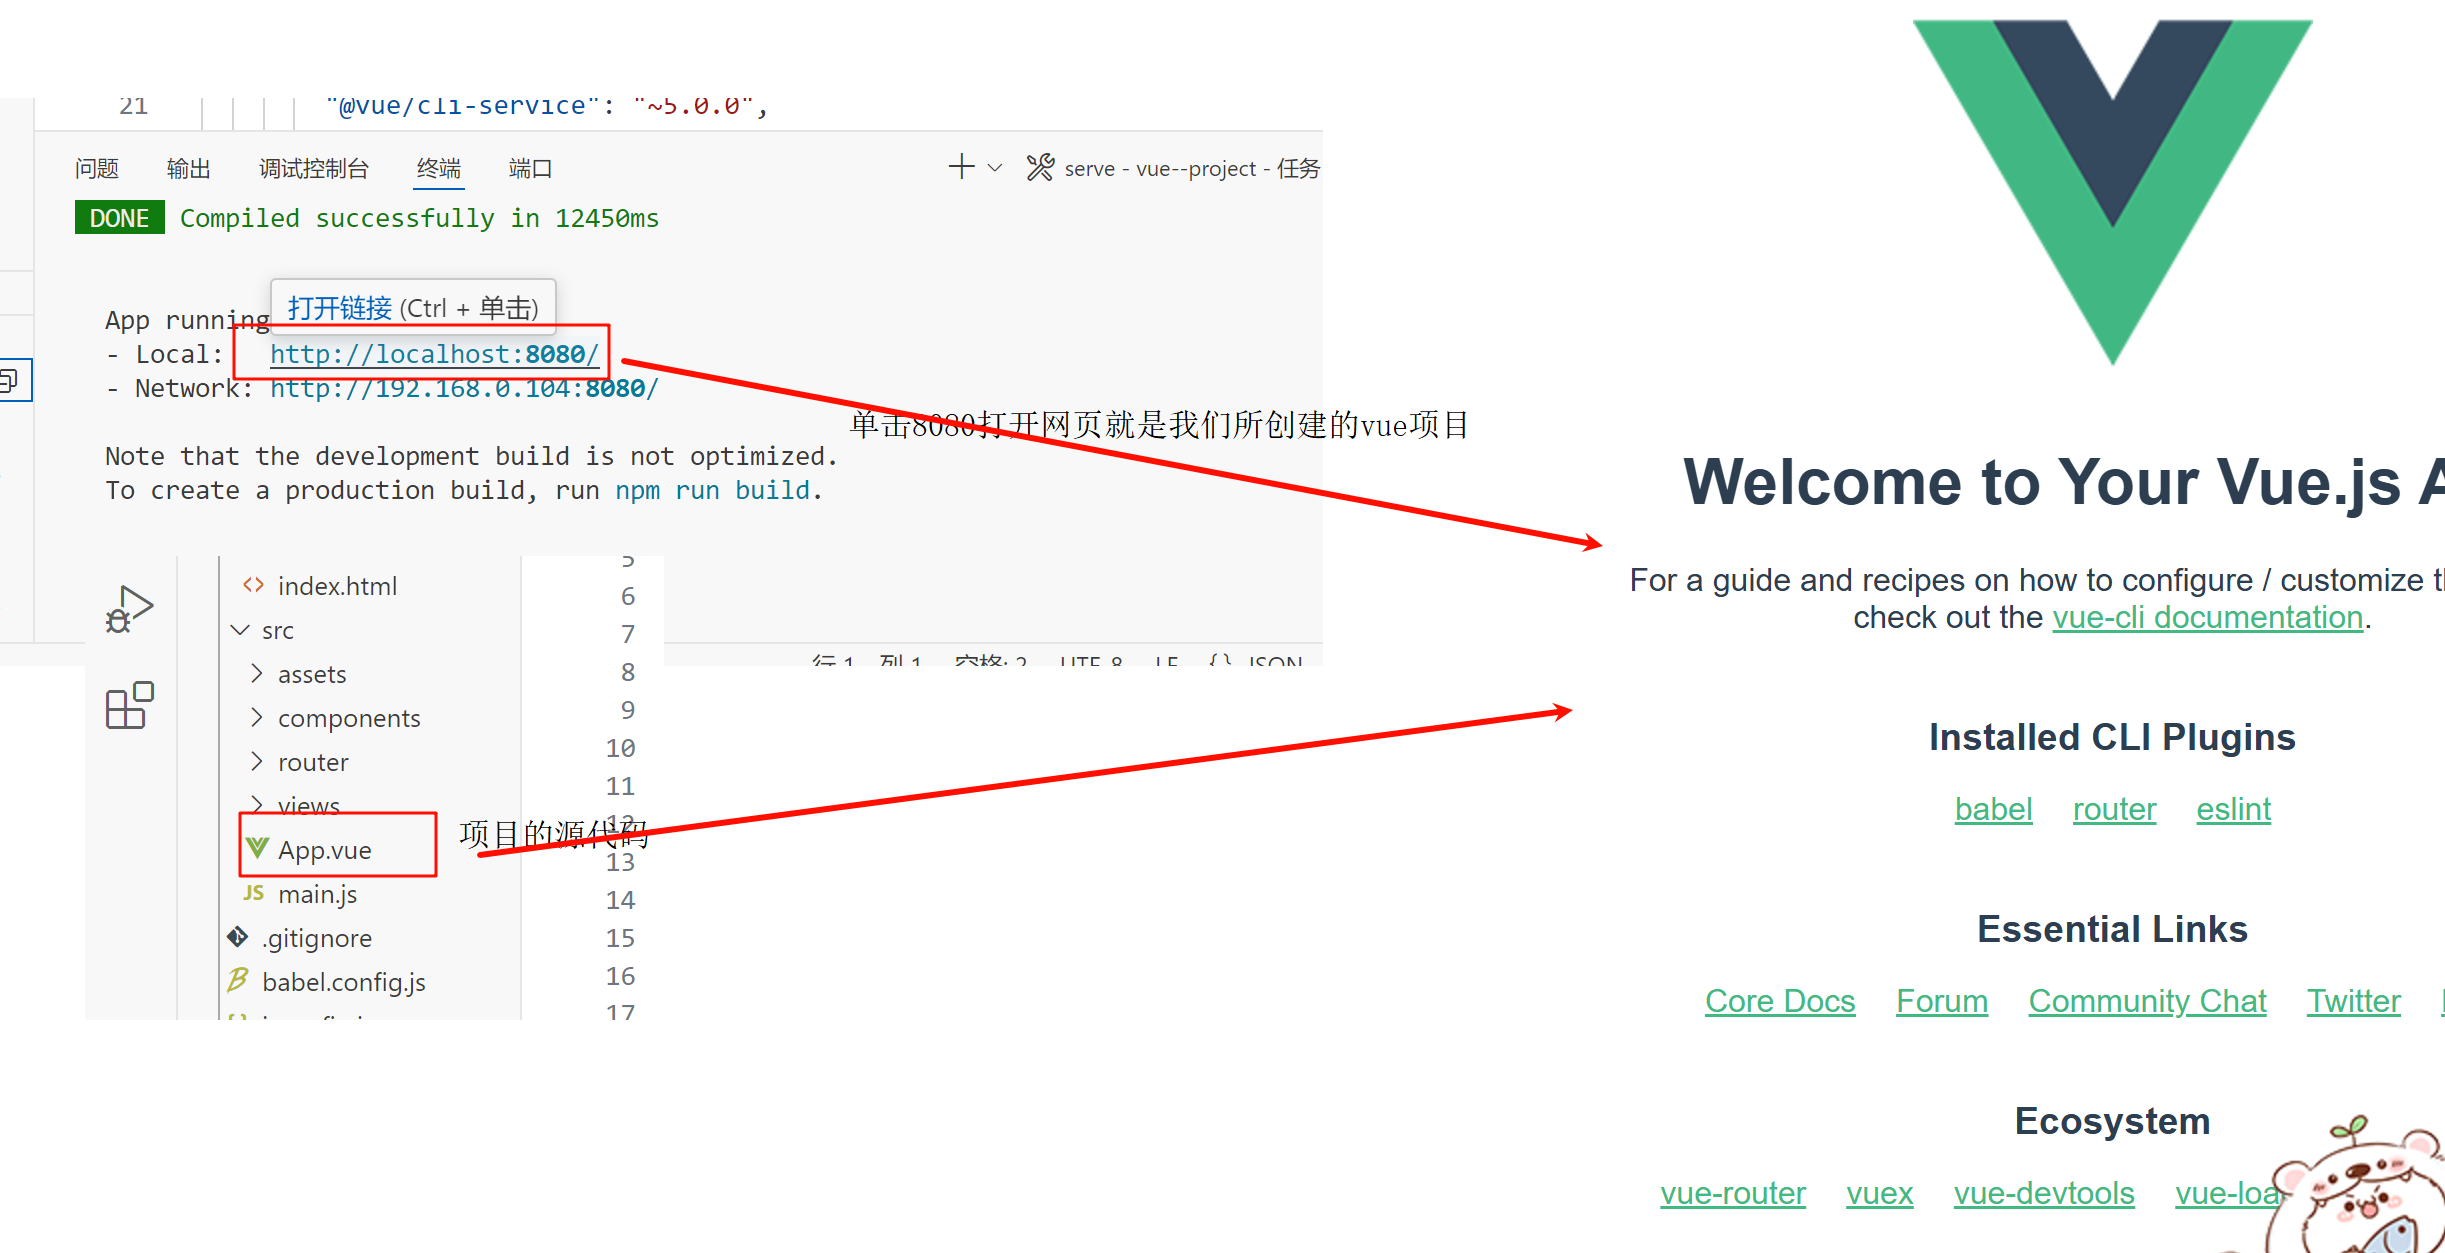 21 "@vue/cli-service": "~5.0.0",
问题 输出 调试控制台 终端 端口
serve - vue--project - 任务
DONE Compiled successfully in 12450ms
打开链接 (Ctrl + 单击)
App running
- Local: http://localhost:8080/
- Network: http://192.168.0.104:8080/
单击8080打开网页就是我们所创建的vue项目
Note that the development build is not optimized.
To create a production build, run npm run build.
行 1 列 1 空格: 2 UTF-8 LF {} JSON
index.html
src
assets
components
router
views
App.vue
JS main.js
.gitignore
babel.config.js
5
6
7
8
9
10
11
12
13
14
15
16
17
项目的源代码
Welcome to Your Vue.js
For a guide and recipes on how to configure / customize
check out the vue-cli documentation.
Installed CLI Plugins
babel router eslint
Essential Links
Core Docs Forum Community Chat Twitter
Ecosystem
vue-router vuex vue-devtools vue-loa